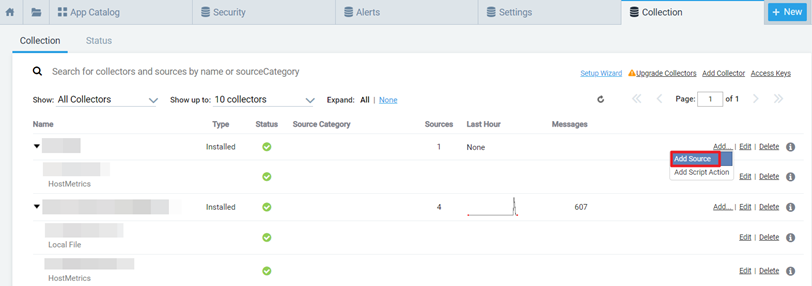 App Catalog Security Alerts Settings Collection + New
Collection Status
Search for collectors and sources by name or sourceCategory
Setup Wizard Upgrade Collectors Add Collector Access Keys
Show: All Collectors Show up to: 10 collectors Expand: All | None Page: 1 of 1
Name Type Status Source Category Sources Last Hour Messages
Installed 1 None Add... | Edit | Delete
Add Source
Add Script Action
Edit | Delete
HostMetrics
Installed 4 607 Add... | Edit | Delete
Edit | Delete
Local File
Edit | Delete
HostMetrics